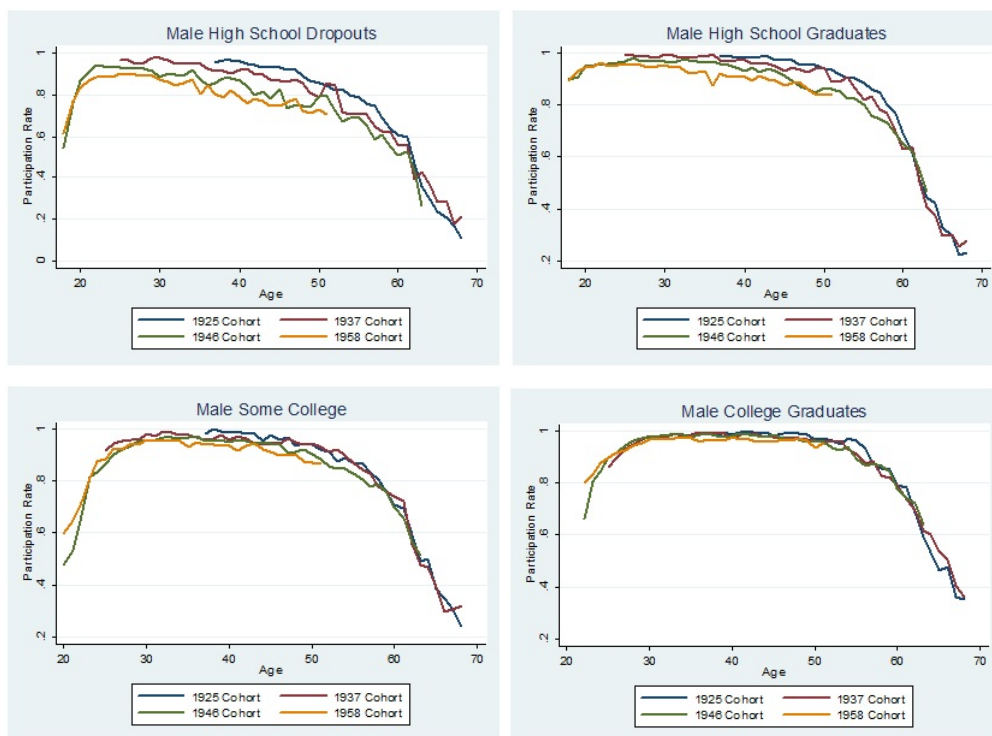 Male High School Dropouts
Participation Rate
1
.8
.6
.4
.2
0
20 30 40 50 60 70
Age
1925 Cohort 1937 Cohort
1946 Cohort 1958 Cohort
Male High School Graduates
Participation Rate
1
.8
.6
.4
.2
20 30 40 50 60 70
Age
1925 Cohort 1937 Cohort
1946 Cohort 1958 Cohort
Male Some College
Participation Rate
1
.8
.6
.4
.2
20 30 40 50 60 70
Age
1925 Cohort 1937 Cohort
1946 Cohort 1958 Cohort
Male College Graduates
Participation Rate
1
.8
.6
.4
.2
20 30 40 50 60 70
Age
1925 Cohort 1937 Cohort
1946 Cohort 1958 Cohort